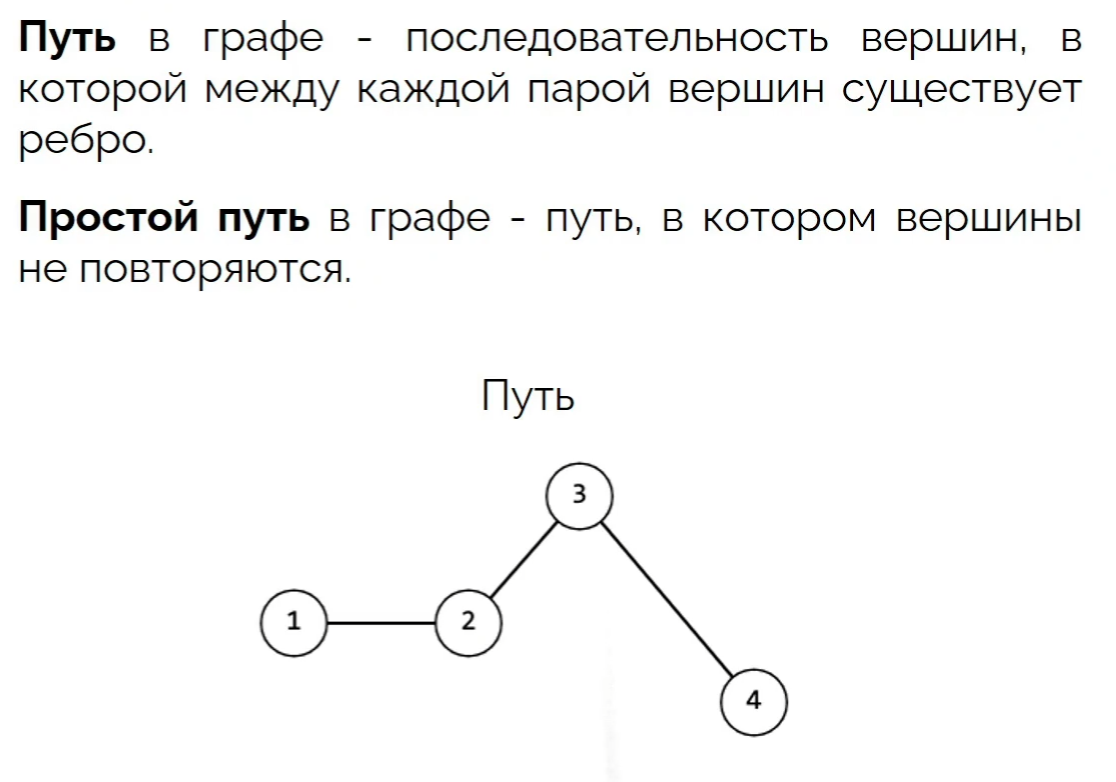 Путь в графе - последовательность вершин, в
которой между каждой парой вершин существует
ребро.
Простой путь в графе - путь, в котором вершины
не повторяются.
Путь
3
1
2
4